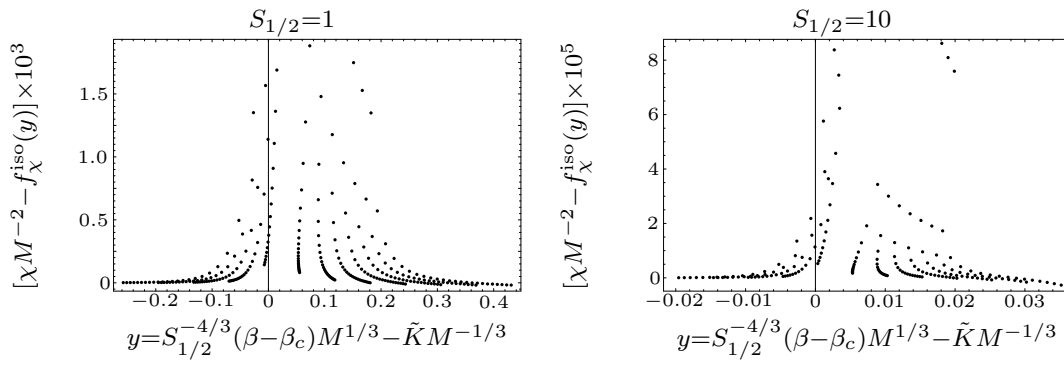 S_{1/2}=1
[χM^{-2}-f_χ^{iso}(y)]×10^3
1.5
1.0
0.5
0
−0.2 −0.1 0 0.1 0.2 0.3 0.4
y=S_{1/2}^{-4/3}(β−β_c)M^{1/3}−K̃M^{-1/3}
S_{1/2}=10
[χM^{-2}-f_χ^{iso}(y)]×10^5
8
6
4
2
0
−0.02 −0.01 0 0.01 0.02 0.03
y=S_{1/2}^{-4/3}(β−β_c)M^{1/3}−K̃M^{-1/3}